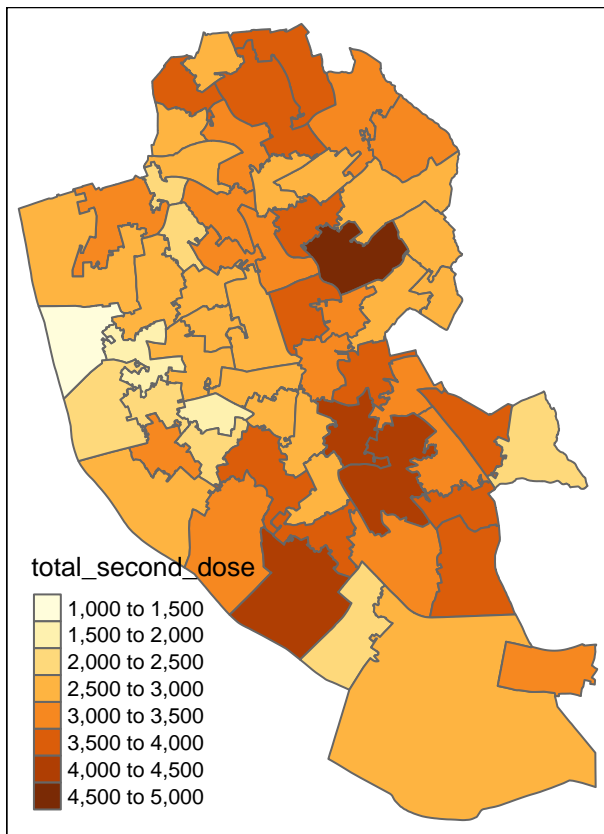 total_second_dose
1,000 to 1,500
1,500 to 2,000
2,000 to 2,500
2,500 to 3,000
3,000 to 3,500
3,500 to 4,000
4,000 to 4,500
4,500 to 5,000